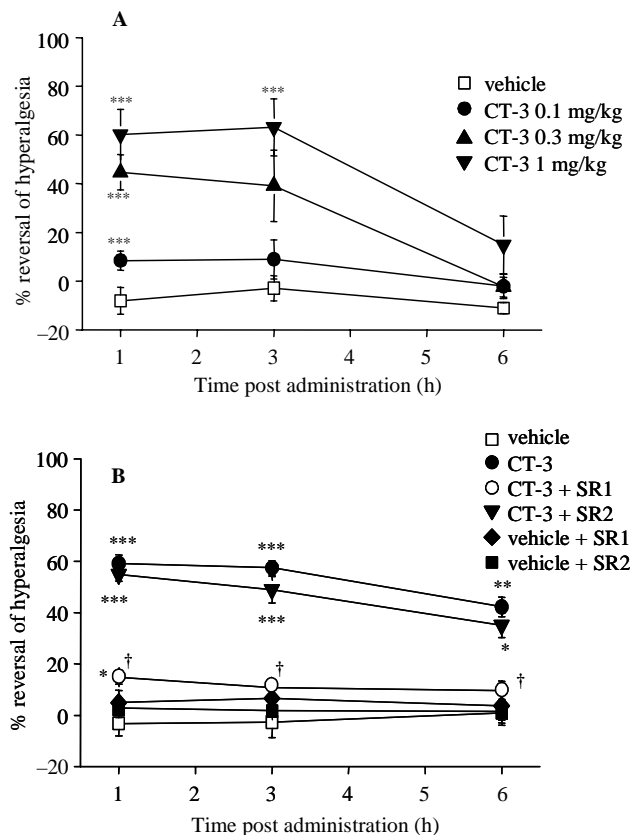 A
100
80
60
40
20
0
–20
% reversal of hyperalgesia
***
***
***
***
vehicle
CT-3 0.1 mg/kg
CT-3 0.3 mg/kg
CT-3 1 mg/kg
1 2 3 4 5 6
Time post administration (h)
B
100
80
60
40
20
0
–20
% reversal of hyperalgesia
vehicle
CT-3
CT-3 + SR1
CT-3 + SR2
vehicle + SR1
vehicle + SR2
*** *** **
*** *** *
* † † †
1 2 3 4 5 6
Time post administration (h)